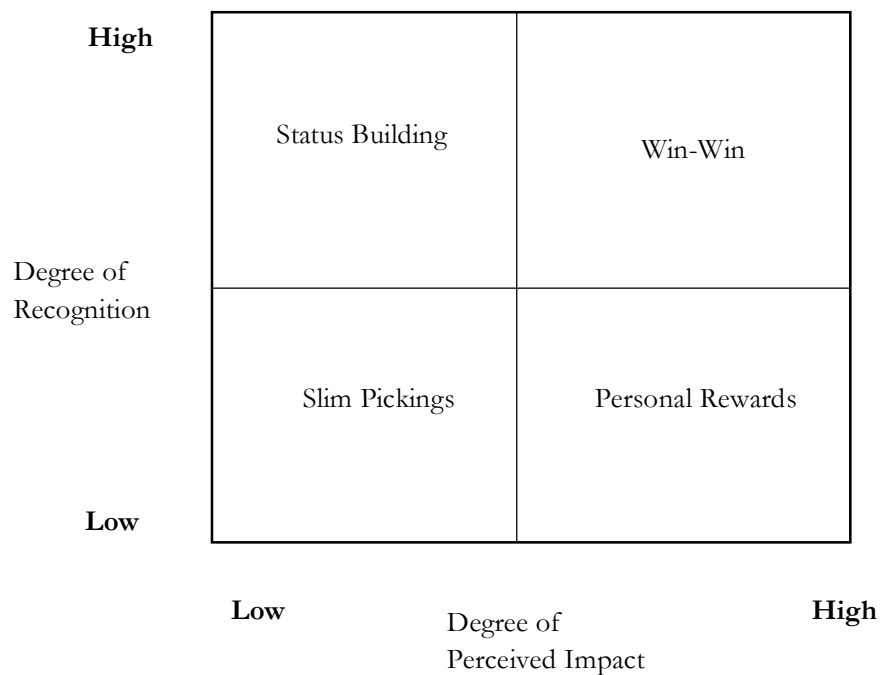 High
Status Building
Win-Win
Degree of
Recognition
Slim Pickings
Personal Rewards
Low
Low
High
Degree of
Perceived Impact